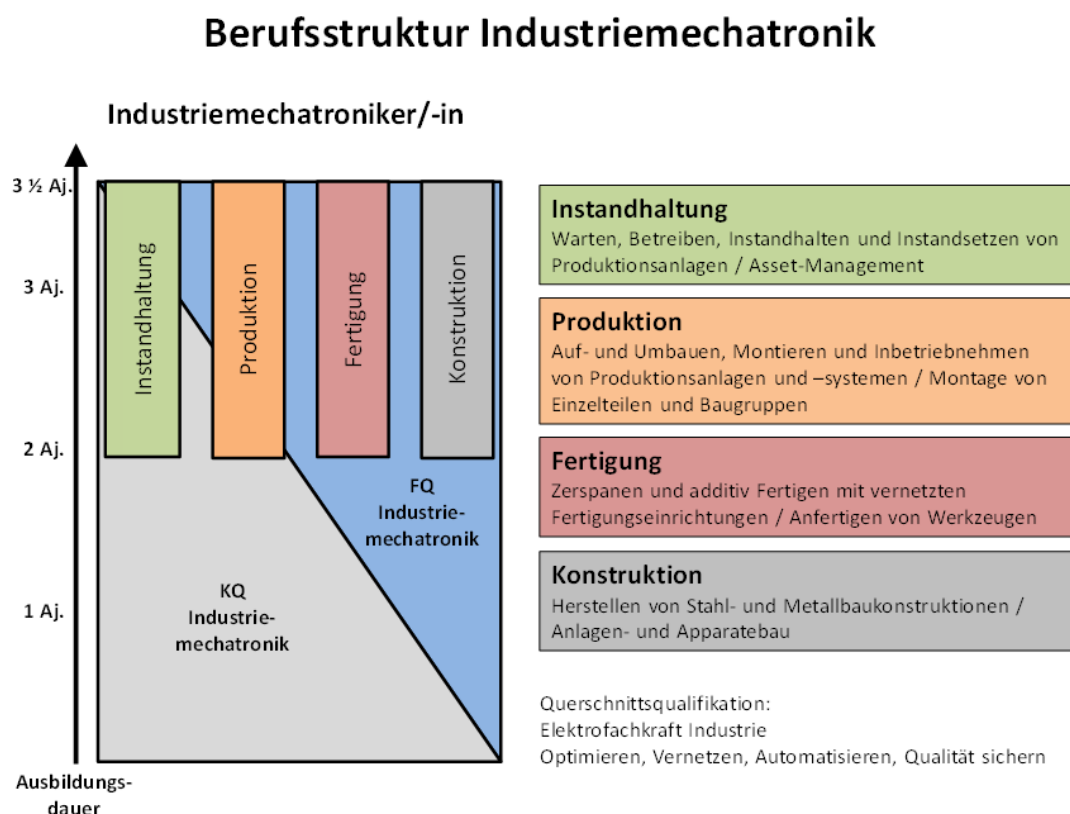 Berufsstruktur Industriemechatronik
Industriemechatroniker/-in
3 ½ Aj.
3 Aj.
2 Aj.
1 Aj.
Ausbildungs-
dauer
Instandhaltung
Produktion
Fertigung
Konstruktion
FQ
Industrie-
mechatronik
KQ
Industrie-
mechatronik
Instandhaltung
Warten, Betreiben, Instandhalten und Instandsetzen von
Produktionsanlagen / Asset-Management
Produktion
Auf- und Umbauen, Montieren und Inbetriebnehmen
von Produktionsanlagen und –systemen / Montage von
Einzelteilen und Baugruppen
Fertigung
Zerspanen und additiv Fertigen mit vernetzten
Fertigungseinrichtungen / Anfertigen von Werkzeugen
Konstruktion
Herstellen von Stahl- und Metallbaukonstruktionen /
Anlagen- und Apparatebau
Querschnittsqualifikation:
Elektrofachkraft Industrie
Optimieren, Vernetzen, Automatisieren, Qualität sichern